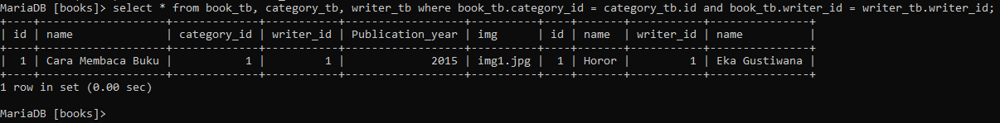 MariaDB [books]> select * from book_tb, category_tb, writer_tb where book_tb.category_id = category_tb.id and book_tb.writer_id = writer_tb.writer_id;
+----+-------------------+-------------+-----------+------------------+----------+----+-------+-----------+---------------+
| id | name              | category_id | writer_id | Publication_year | img      | id | name  | writer_id | name          |
+----+-------------------+-------------+-----------+------------------+----------+----+-------+-----------+---------------+
|  1 | Cara Membaca Buku |           1 |         1 |             2015 | img1.jpg |  1 | Horor |         1 | Eka Gustiwana |
+----+-------------------+-------------+-----------+------------------+----------+----+-------+-----------+---------------+
1 row in set (0.00 sec)
MariaDB [books]>